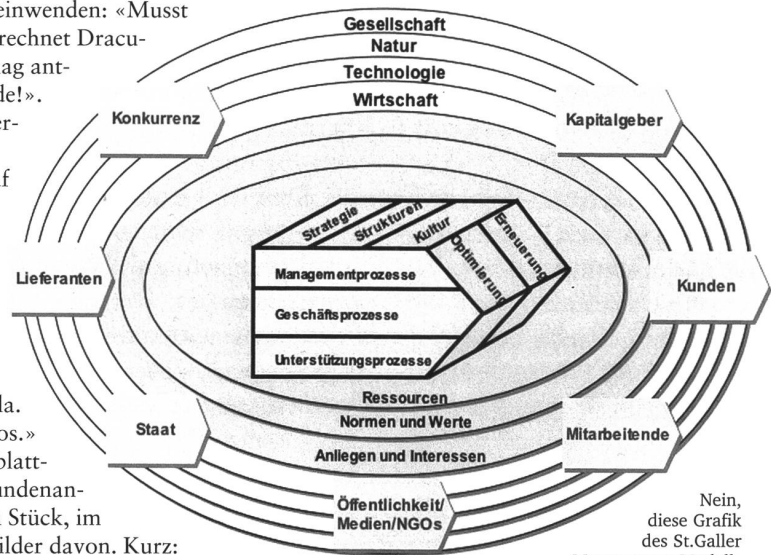 einwenden: «Musst
rechnet Dracu-
ag ant-
de!».
er-
f
la.
os.»
platt-
undenan-
Stück, im
ilder davon. Kurz:
Gesellschaft
Natur
Technologie
Wirtschaft
Konkurrenz
Kapitalgeber
Strategie
Strukturen
Kultur
Optimierung
Erneuerung
Managementprozesse
Geschäftsprozesse
Unterstützungsprozesse
Lieferanten
Kunden
Ressourcen
Normen und Werte
Anliegen und Interessen
Staat
Mitarbeitende
Öffentlichkeit/
Medien/NGOs
Nein,
diese Grafik
des St.Galler